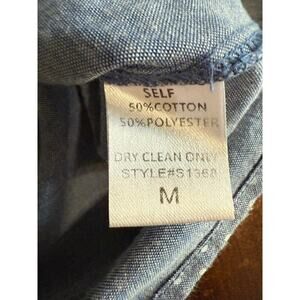 SELF
50%COTTON
50%POLYESTER
DRY CLEAN ONLY
STYLE#S1368
M